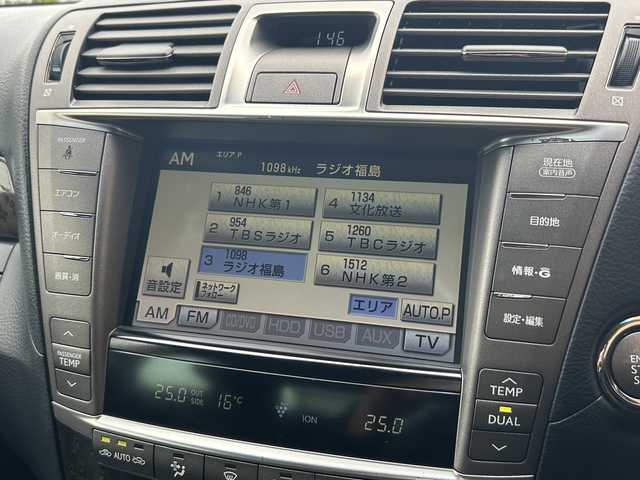 1:46
PASSENGER
エアコン
オーディオ
画質・消
PASSENGER
TEMP
AM エリア P 1098 kHz ラジオ福島
1 846 NHK第1
4 1134 文化放送
2 954 TBSラジオ
5 1260 TBCラジオ
3 1098 ラジオ福島
6 1512 NHK第2
音設定
ネットワーク
フォロー
エリア AUTO.P
AM FM CD/DVD HDD USB AUX TV
現在地
案内音声
目的地
情報・G
設定・編集
25.0 OUT SIDE 16℃ ION 25.0
TEMP
DUAL
AUTO